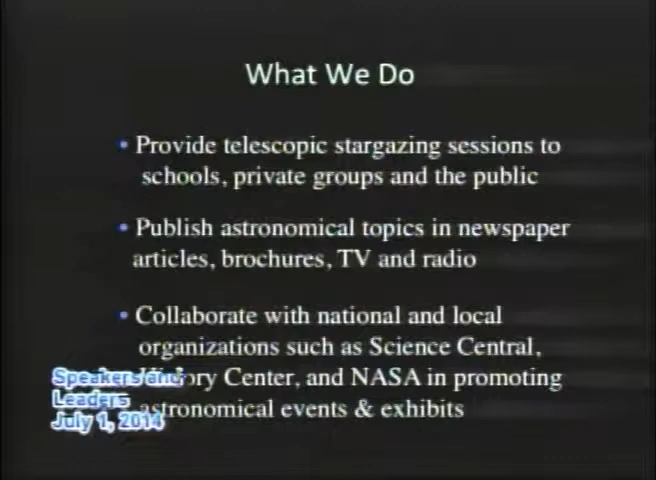 What We Do
• Provide telescopic stargazing sessions to
schools, private groups and the public
• Publish astronomical topics in newspaper
articles, brochures, TV and radio
• Collaborate with national and local
organizations such as Science Central,
Center, and NASA in promoting
astronomical events & exhibits
Speakers and
Leaders
July 1, 2014